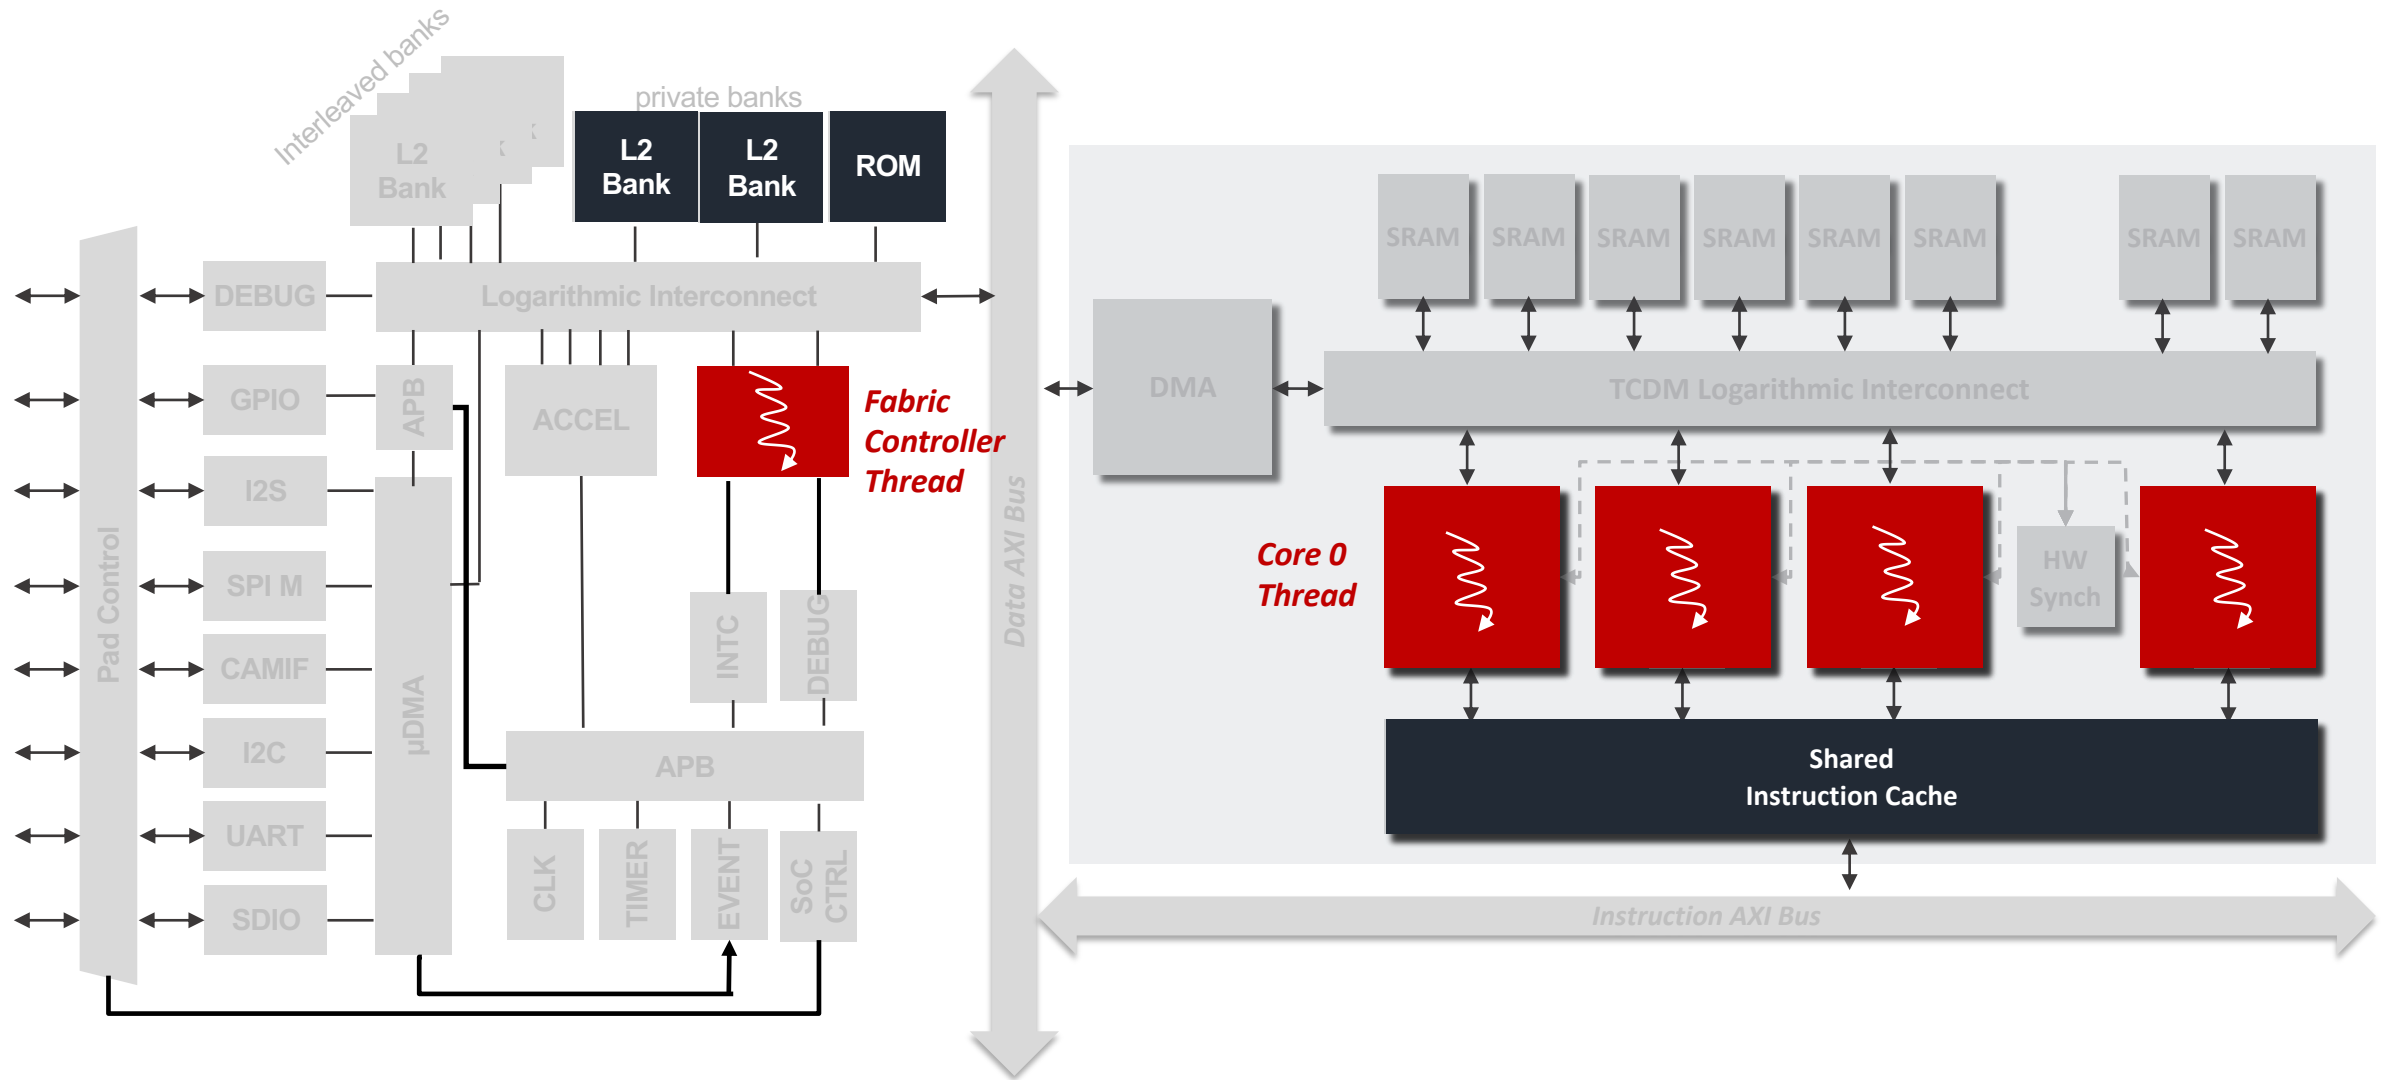 Interleaved banks
private banks
L2
Bank
k
k
L2
Bank
L2
Bank
ROM
SRAM
SRAM
SRAM
SRAM
SRAM
SRAM
SRAM
SRAM
DEBUG
Logarithmic Interconnect
GPIO
APB
ACCEL
Fabric
Controller
Thread
DMA
TCDM Logarithmic Interconnect
I2S
Pad Control
SPI M
CAMIF
I2C
UART
SDIO
µDMA
INTC
DEBUG
APB
CLK
TIMER
EVENT
SoC
CTRL
Data AXI Bus
Core 0
Thread
HW
Synch
Shared
Instruction Cache
Instruction AXI Bus